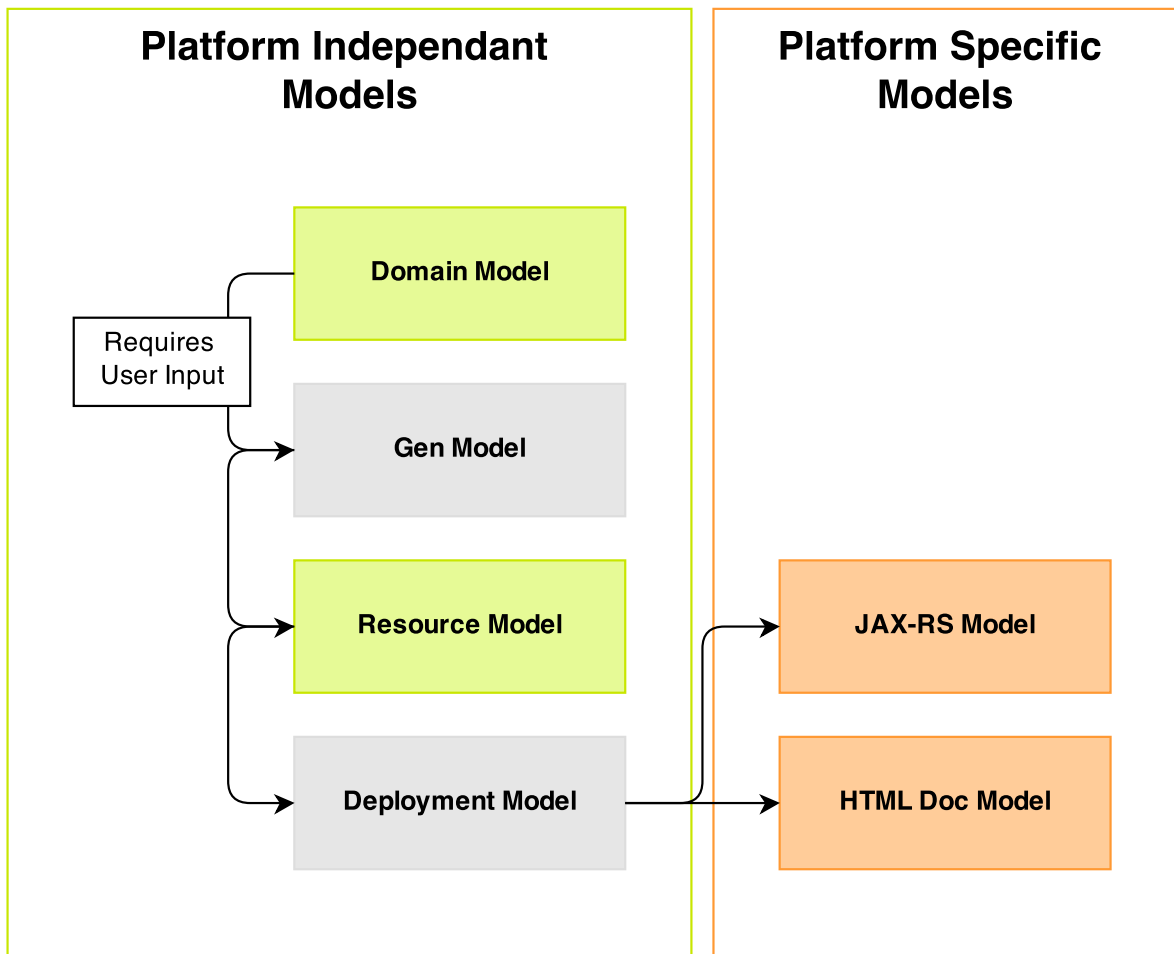 Platform Independant
Models
Platform Specific
Models
Domain Model
Requires
User Input
Gen Model
Resource Model
JAX-RS Model
Deployment Model
HTML Doc Model